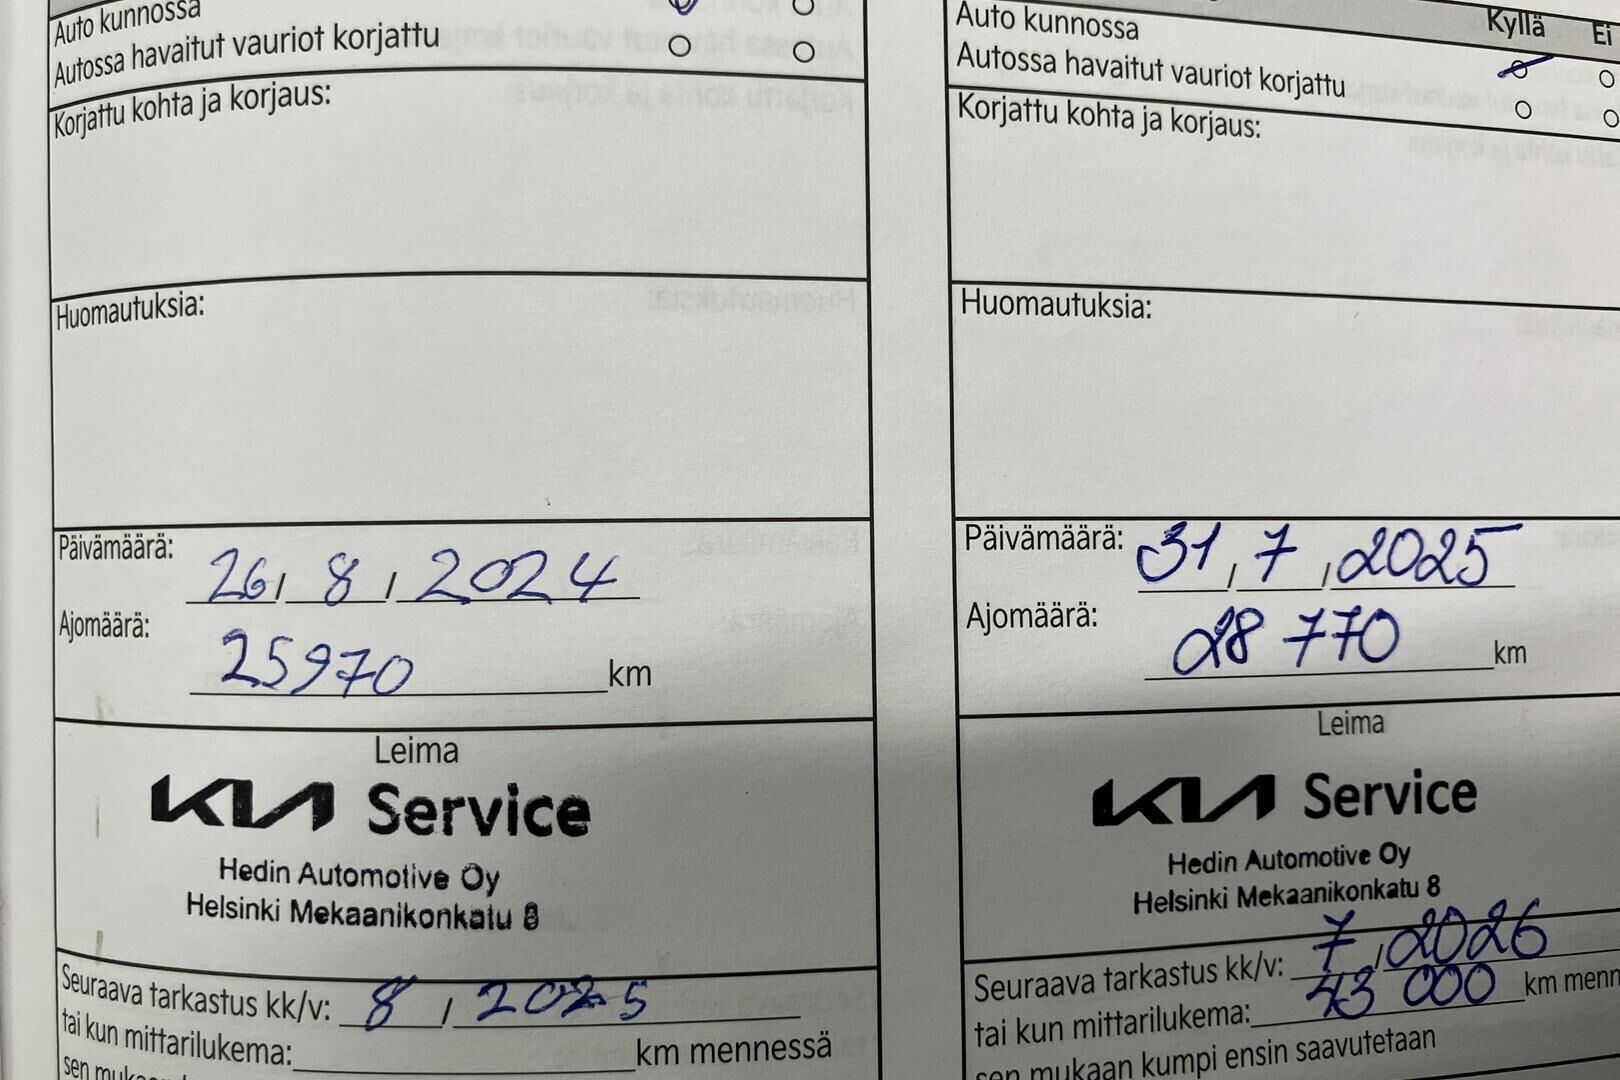 Auto kunnossa
Autossa havaitut vauriot korjattu
Korjattu kohta ja korjaus:
Huomautuksia:
Päivämäärä: 26 / 8 / 2024
Ajomäärä: 25970 km
Leima
KIA Service
Hedin Automotive Oy
Helsinki Mekaanikonkatu 8
Seuraava tarkastus kk/v: 8 / 2025
tai kun mittarilukema: km mennessä
sen
Kyllä Ei
Auto kunnossa
Autossa havaitut vauriot korjattu
Korjattu kohta ja korjaus:
Huomautuksia:
Päivämäärä: 31 / 7 / 2025
Ajomäärä: 28 770 km
Leima
KIA Service
Hedin Automotive Oy
Helsinki Mekaanikonkatu 8
Seuraava tarkastus kk/v: 7 / 2026
tai kun mittarilukema: 43 000 km menn
sen mukaan kumpi ensin saavutetaan